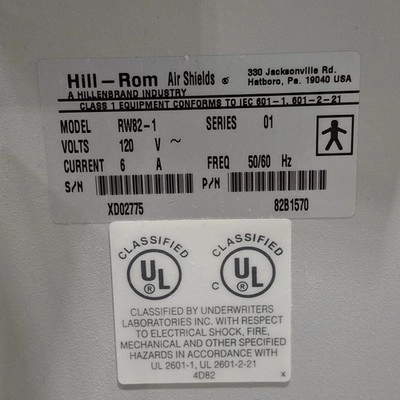 Hill-Rom Air Shields 330 Jacksonville Rd.
A HILLENBRAND INDUSTRY Hatboro, Pa. 19040 USA
CLASS 1 EQUIPMENT CONFORMS TO IEC 601-1, 601-2-21
MODEL RW82-1 SERIES 01
VOLTS 120 V ~
CURRENT 6 A FREQ 50/60 Hz
S/N P/N
XD02775 82B1570
CLASSIFIED CLASSIFIED
UL ® C UL ®
CLASSIFIED BY UNDERWRITERS
LABORATORIES INC. WITH RESPECT
TO ELECTRICAL SHOCK, FIRE,
MECHANICAL AND OTHER SPECIFIED
HAZARDS IN ACCORDANCE WITH
UL 2601-1, UL 2601-2-21
4D82 x